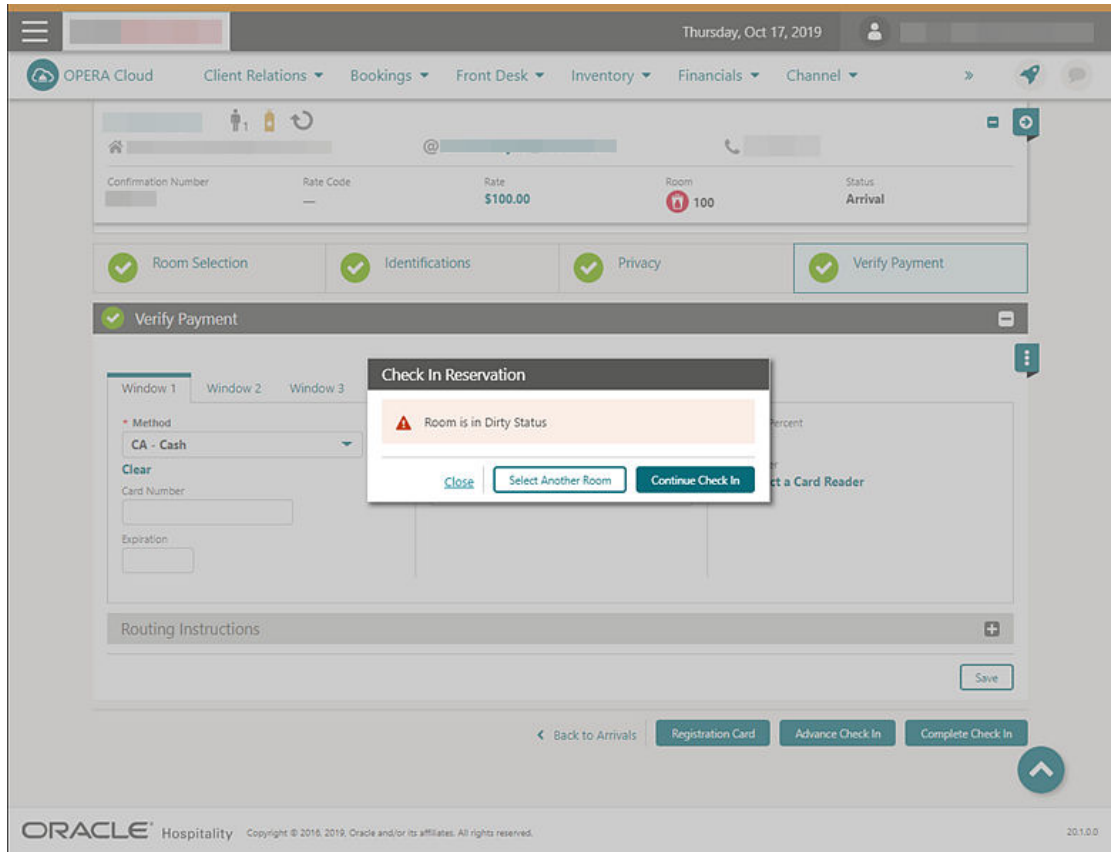 Thursday, Oct 17, 2019
OPERA Cloud Client Relations Bookings Front Desk Inventory Financials Channel »
1
@
Confirmation Number Rate Code Rate Room Status
— $100.00 100 Arrival
Room Selection Identifications Privacy Verify Payment
Verify Payment
Check In Reservation
Window 1 Window 2 Window 3
* Method Room is in Dirty Status Percent
CA - Cash
Clear
Close Select Another Room Continue Check In ct a Card Reader
Card Number
Expiration
Routing Instructions
Save
Back to Arrivals Registration Card Advance Check In Complete Check In
ORACLE® Hospitality Copyright © 2016, 2019, Oracle and/or its affiliates. All rights reserved. 20.1.0.0